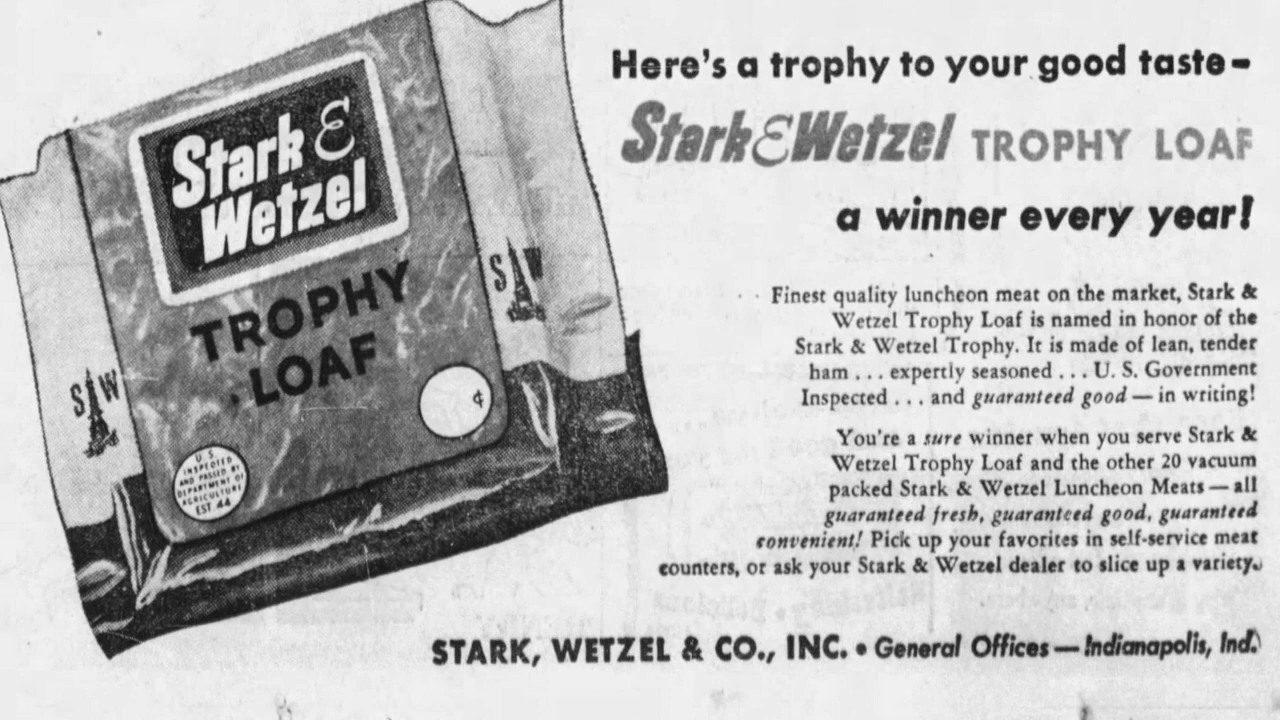 Stark &
Wetzel
TROPHY
LOAF
S W
S W
¢
U. S.
INSPECTED
AND PASSED BY
DEPARTMENT OF
AGRICULTURE
EST 44
Here's a trophy to your good taste–
Stark & Wetzel TROPHY LOAF
a winner every year!
Finest quality luncheon meat on the market, Stark &
Wetzel Trophy Loaf is named in honor of the
Stark & Wetzel Trophy. It is made of lean, tender
ham . . . expertly seasoned . . . U. S. Government
Inspected . . . and guaranteed good — in writing!
You're a sure winner when you serve Stark &
Wetzel Trophy Loaf and the other 20 vacuum
packed Stark & Wetzel Luncheon Meats — all
guaranteed fresh, guaranteed good, guaranteed
convenient! Pick up your favorites in self-service meat
counters, or ask your Stark & Wetzel dealer to slice up a variety.
STARK, WETZEL & CO., INC. • General Offices — Indianapolis, Ind.